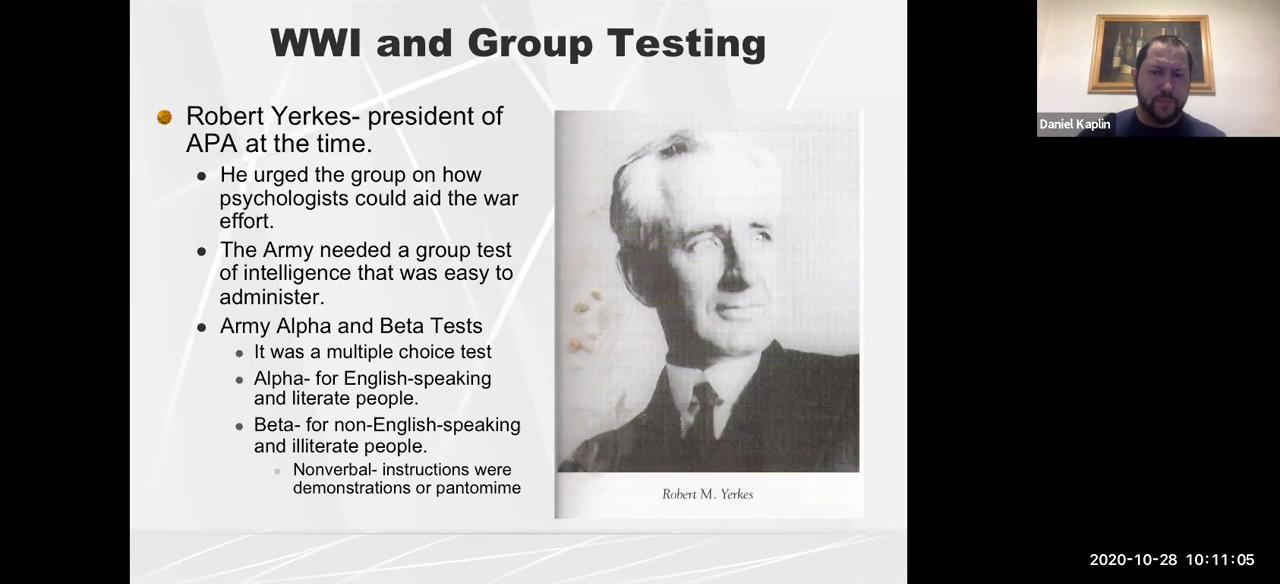 WWI and Group Testing
Robert Yerkes- president of
APA at the time.
He urged the group on how
psychologists could aid the war
effort.
The Army needed a group test
of intelligence that was easy to
administer.
Army Alpha and Beta Tests
It was a multiple choice test
Alpha- for English-speaking
and literate people.
Beta- for non-English-speaking
and illiterate people.
Nonverbal- instructions were
demonstrations or pantomime
Robert M. Yerkes
Daniel Kaplin
2020-10-28 10:11:05